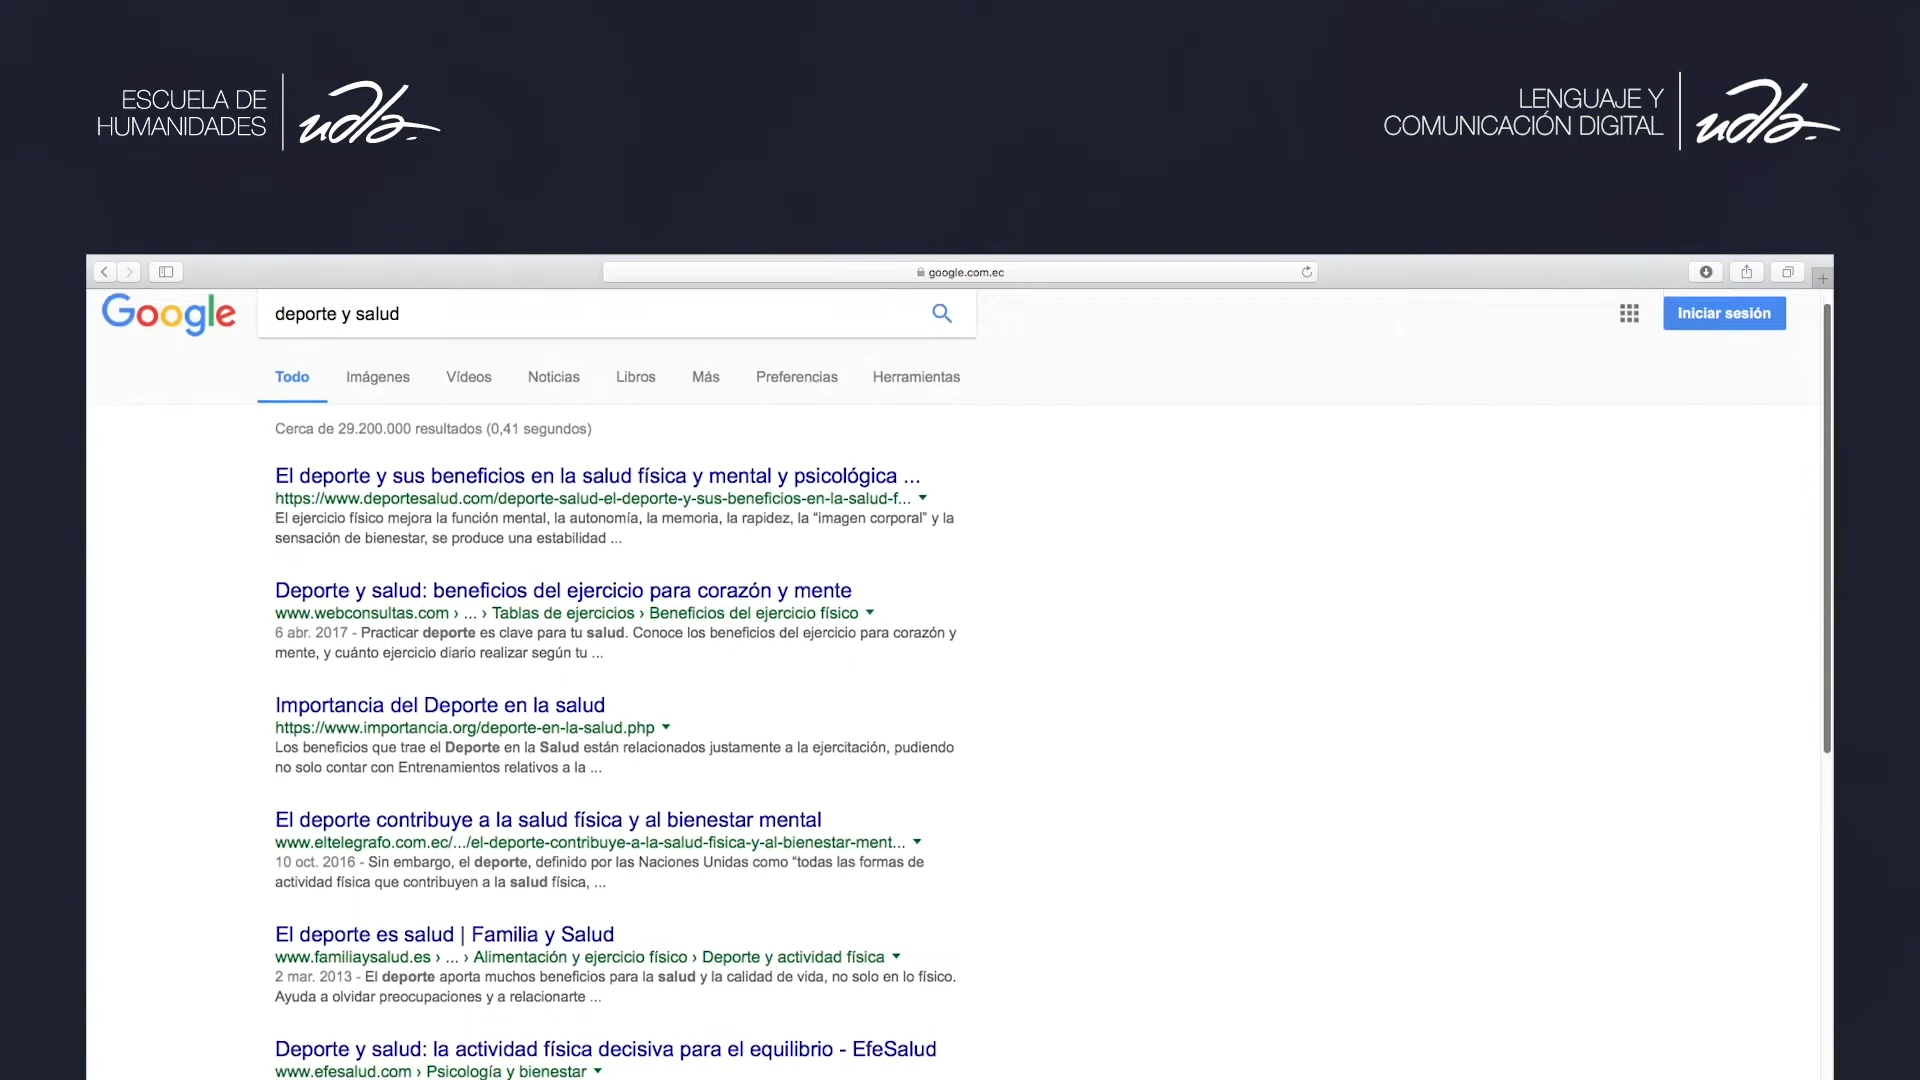 ESCUELA DE
HUMANIDADES
udla
LENGUAJE Y
COMUNICACIÓN DIGITAL
udla
google.com.ec
Google
deporte y salud
Iniciar sesión
Todo Imágenes Vídeos Noticias Libros Más Preferencias Herramientas
Cerca de 29.200.000 resultados (0,41 segundos)
El deporte y sus beneficios en la salud física y mental y psicológica ...
https://www.deportesalud.com/deporte-salud-el-deporte-y-sus-beneficios-en-la-salud-f...
El ejercicio físico mejora la función mental, la autonomía, la memoria, la rapidez, la “imagen corporal” y la
sensación de bienestar, se produce una estabilidad ...
Deporte y salud: beneficios del ejercicio para corazón y mente
www.webconsultas.com › ... › Tablas de ejercicios › Beneficios del ejercicio físico
6 abr. 2017 - Practicar deporte es clave para tu salud. Conoce los beneficios del ejercicio para corazón y
mente, y cuánto ejercicio diario realizar según tu ...
Importancia del Deporte en la salud
https://www.importancia.org/deporte-en-la-salud.php
Los beneficios que trae el Deporte en la Salud están relacionados justamente a la ejercitación, pudiendo
no solo contar con Entrenamientos relativos a la ...
El deporte contribuye a la salud física y al bienestar mental
www.eltelegrafo.com.ec/.../el-deporte-contribuye-a-la-salud-fisica-y-al-bienestar-ment...
10 oct. 2016 - Sin embargo, el deporte, definido por las Naciones Unidas como “todas las formas de
actividad física que contribuyen a la salud física, ...
El deporte es salud | Familia y Salud
www.familiaysalud.es › ... › Alimentación y ejercicio físico › Deporte y actividad física
2 mar. 2013 - El deporte aporta muchos beneficios para la salud y la calidad de vida, no solo en lo físico.
Ayuda a olvidar preocupaciones y a relacionarte ...
Deporte y salud: la actividad física decisiva para el equilibrio - EfeSalud
www.efesalud.com › Psicología y bienestar